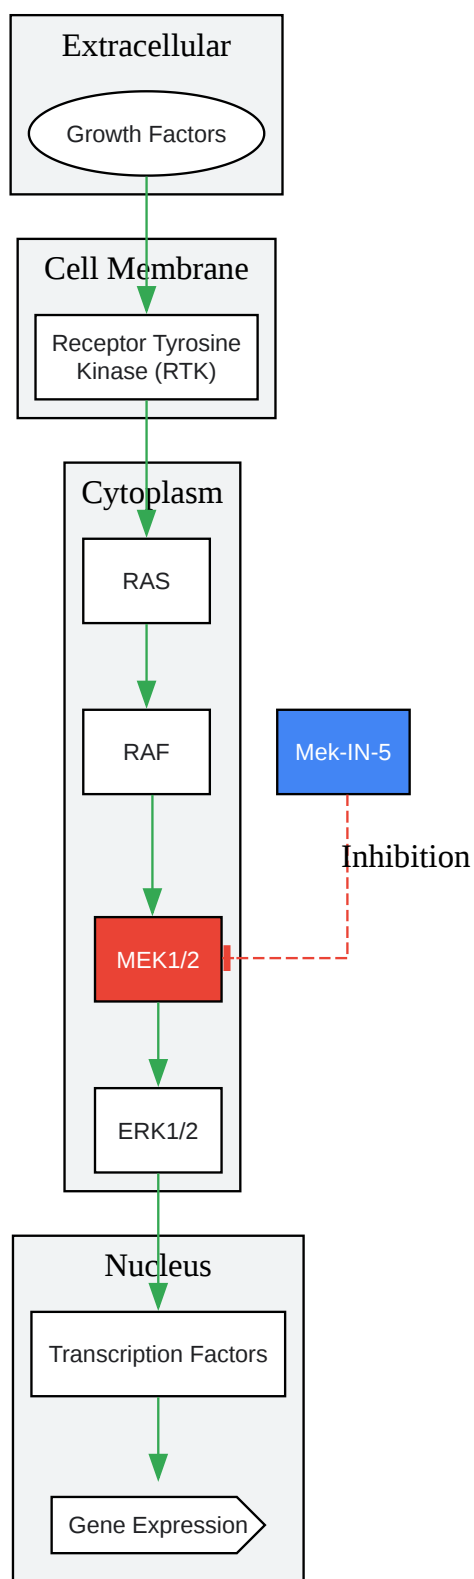 Extracellular
Growth Factors
Cell Membrane
Receptor Tyrosine
Kinase (RTK)
Cytoplasm
RAS
RAF
Mek-IN-5
Inhibition
MEK1/2
ERK1/2
Nucleus
Transcription Factors
Gene Expression